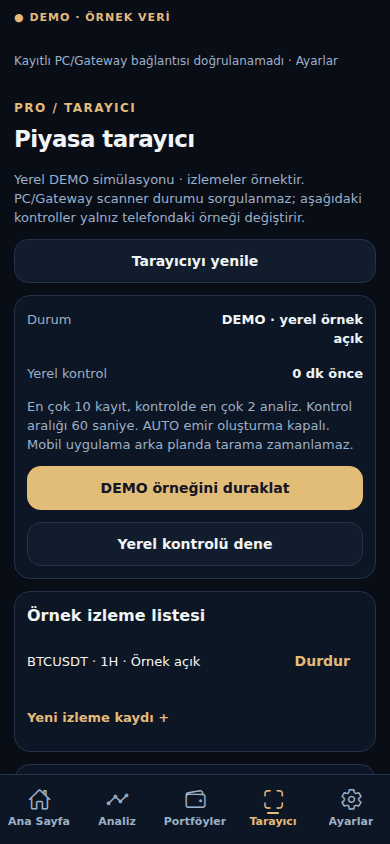 ● DEMO · ÖRNEK VERİ
Kayıtlı PC/Gateway bağlantısı doğrulanamadı · Ayarlar
PRO / TARAYICI
Piyasa tarayıcı
Yerel DEMO simülasyonu · izlemeler örnektir.
PC/Gateway scanner durumu sorgulanmaz; aşağıdaki
kontroller yalnız telefondaki örneği değiştirir.
Tarayıcıyı yenile
Durum DEMO · yerel örnek
açık
Yerel kontrol 0 dk önce
En çok 10 kayıt, kontrolde en çok 2 analiz. Kontrol
aralığı 60 saniye. AUTO emir oluşturma kapalı.
Mobil uygulama arka planda tarama zamanlamaz.
DEMO örneğini duraklat
Yerel kontrolü dene
Örnek izleme listesi
BTCUSDT · 1H · Örnek açık Durdur
Yeni izleme kaydı +
Ana Sayfa Analiz Portföyler Tarayıcı Ayarlar